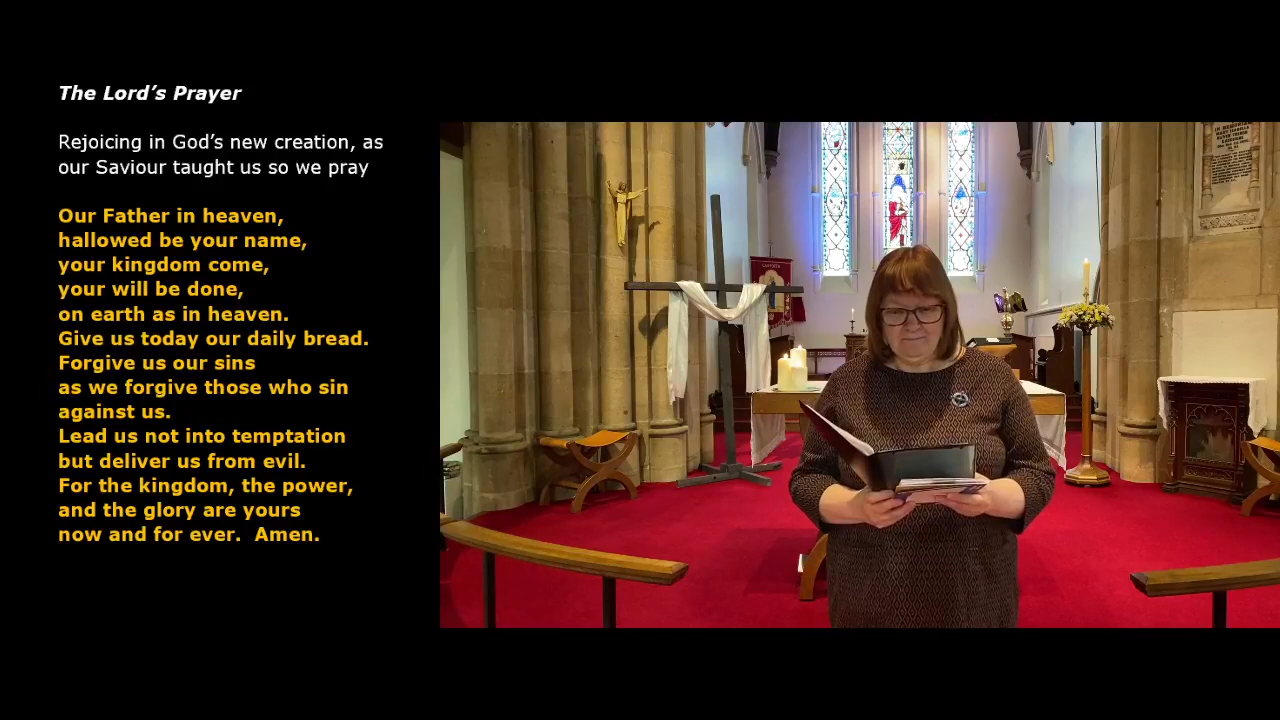 The Lord’s Prayer
Rejoicing in God’s new creation, as
our Saviour taught us so we pray
Our Father in heaven,
hallowed be your name,
your kingdom come,
your will be done,
on earth as in heaven.
Give us today our daily bread.
Forgive us our sins
as we forgive those who sin
against us.
Lead us not into temptation
but deliver us from evil.
For the kingdom, the power,
and the glory are yours
now and for ever.  Amen.